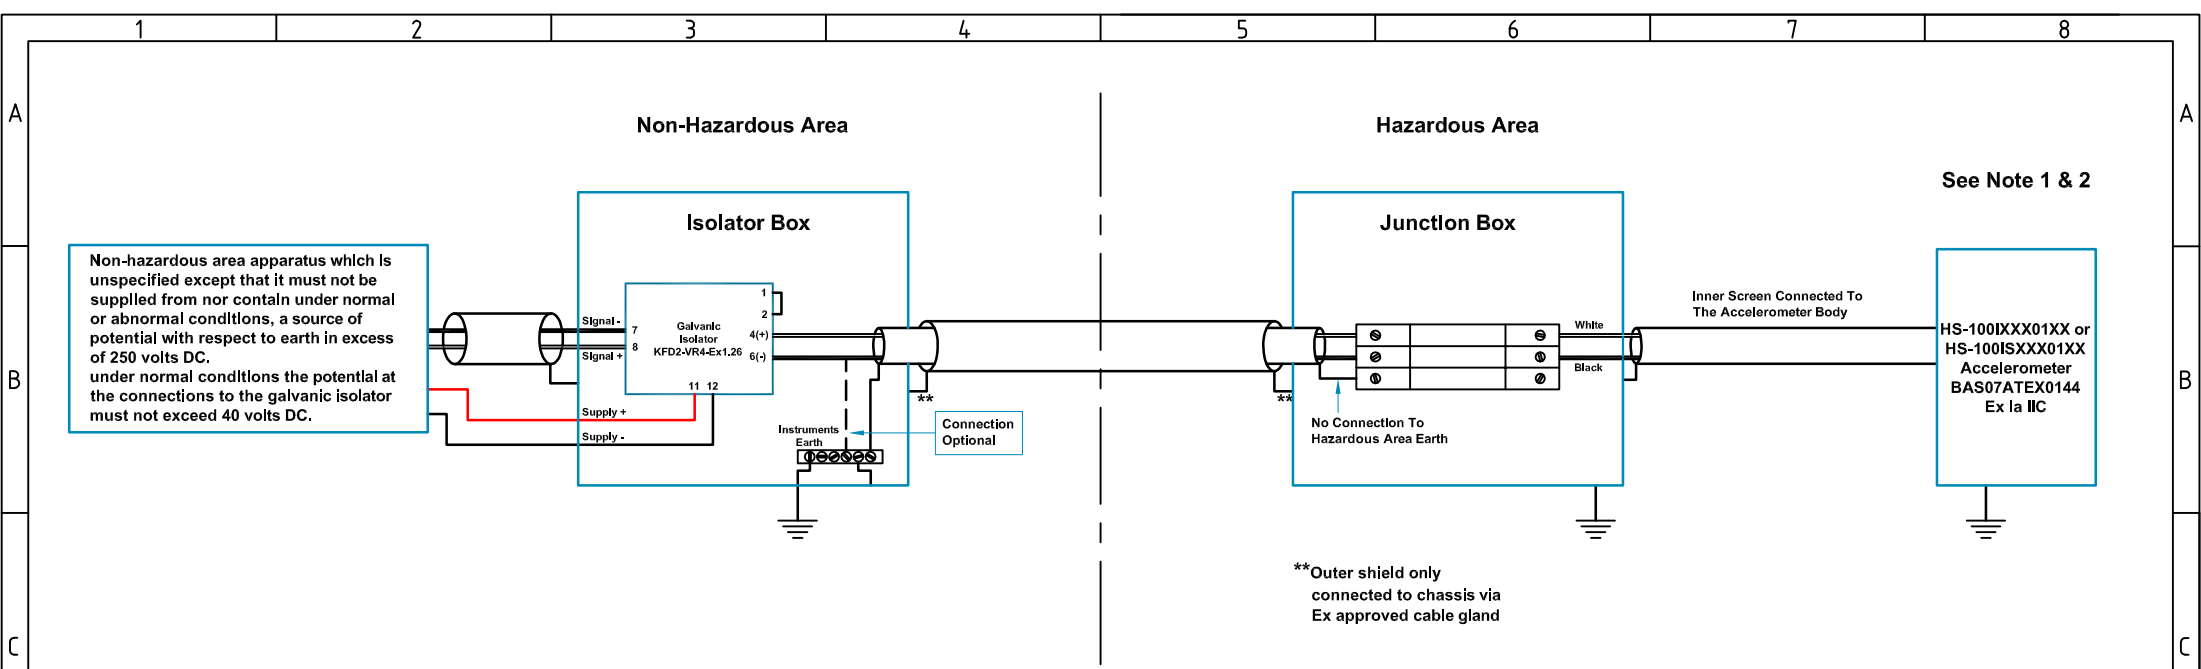 1 2 3 4 5 6 7 8
A A
Non-Hazardous Area
Hazardous Area
See Note 1 & 2
Isolator Box
Junction Box
Non-hazardous area apparatus which is
unspecified except that it must not be
supplied from nor contain under normal
or abnormal conditions, a source of
potential with respect to earth in excess
of 250 volts DC.
under normal conditions the potential at
the connections to the galvanic isolator
must not exceed 40 volts DC.
Signal -
7
8
Signal +
Galvanic
Isolator
KFD2-VR4-Ex1.26
1
2
4(+)
6(-)
11 12
Supply +
Supply -
Instruments
Earth
**
Connection
Optional
**
No Connection To
Hazardous Area Earth
White
Black
Inner Screen Connected To
The Accelerometer Body
HS-100IXXX01XX or
HS-100ISXXX01XX
Accelerometer
BAS07ATEX0144
Ex Ia IIC
B B
**Outer shield only
connected to chassis via
Ex approved cable gland
C C